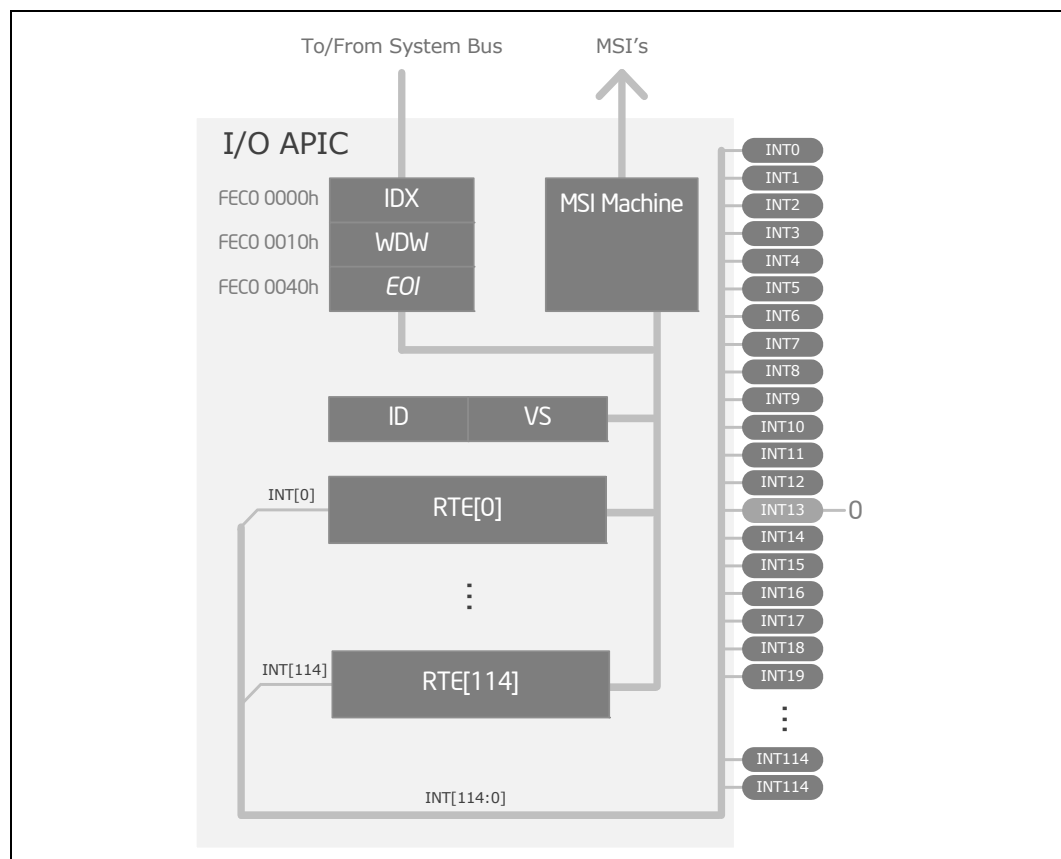 To/From System Bus
MSI's
I/O APIC
FEC0 0000h
IDX
FEC0 0010h
WDW
FEC0 0040h
EOI
MSI Machine
ID
VS
INT[0]
RTE[0]
⋮
INT[114]
RTE[114]
INT[114:0]
INT0
INT1
INT2
INT3
INT4
INT5
INT6
INT7
INT8
INT9
INT10
INT11
INT12
INT13
0
INT14
INT15
INT16
INT17
INT18
INT19
⋮
INT114
INT114